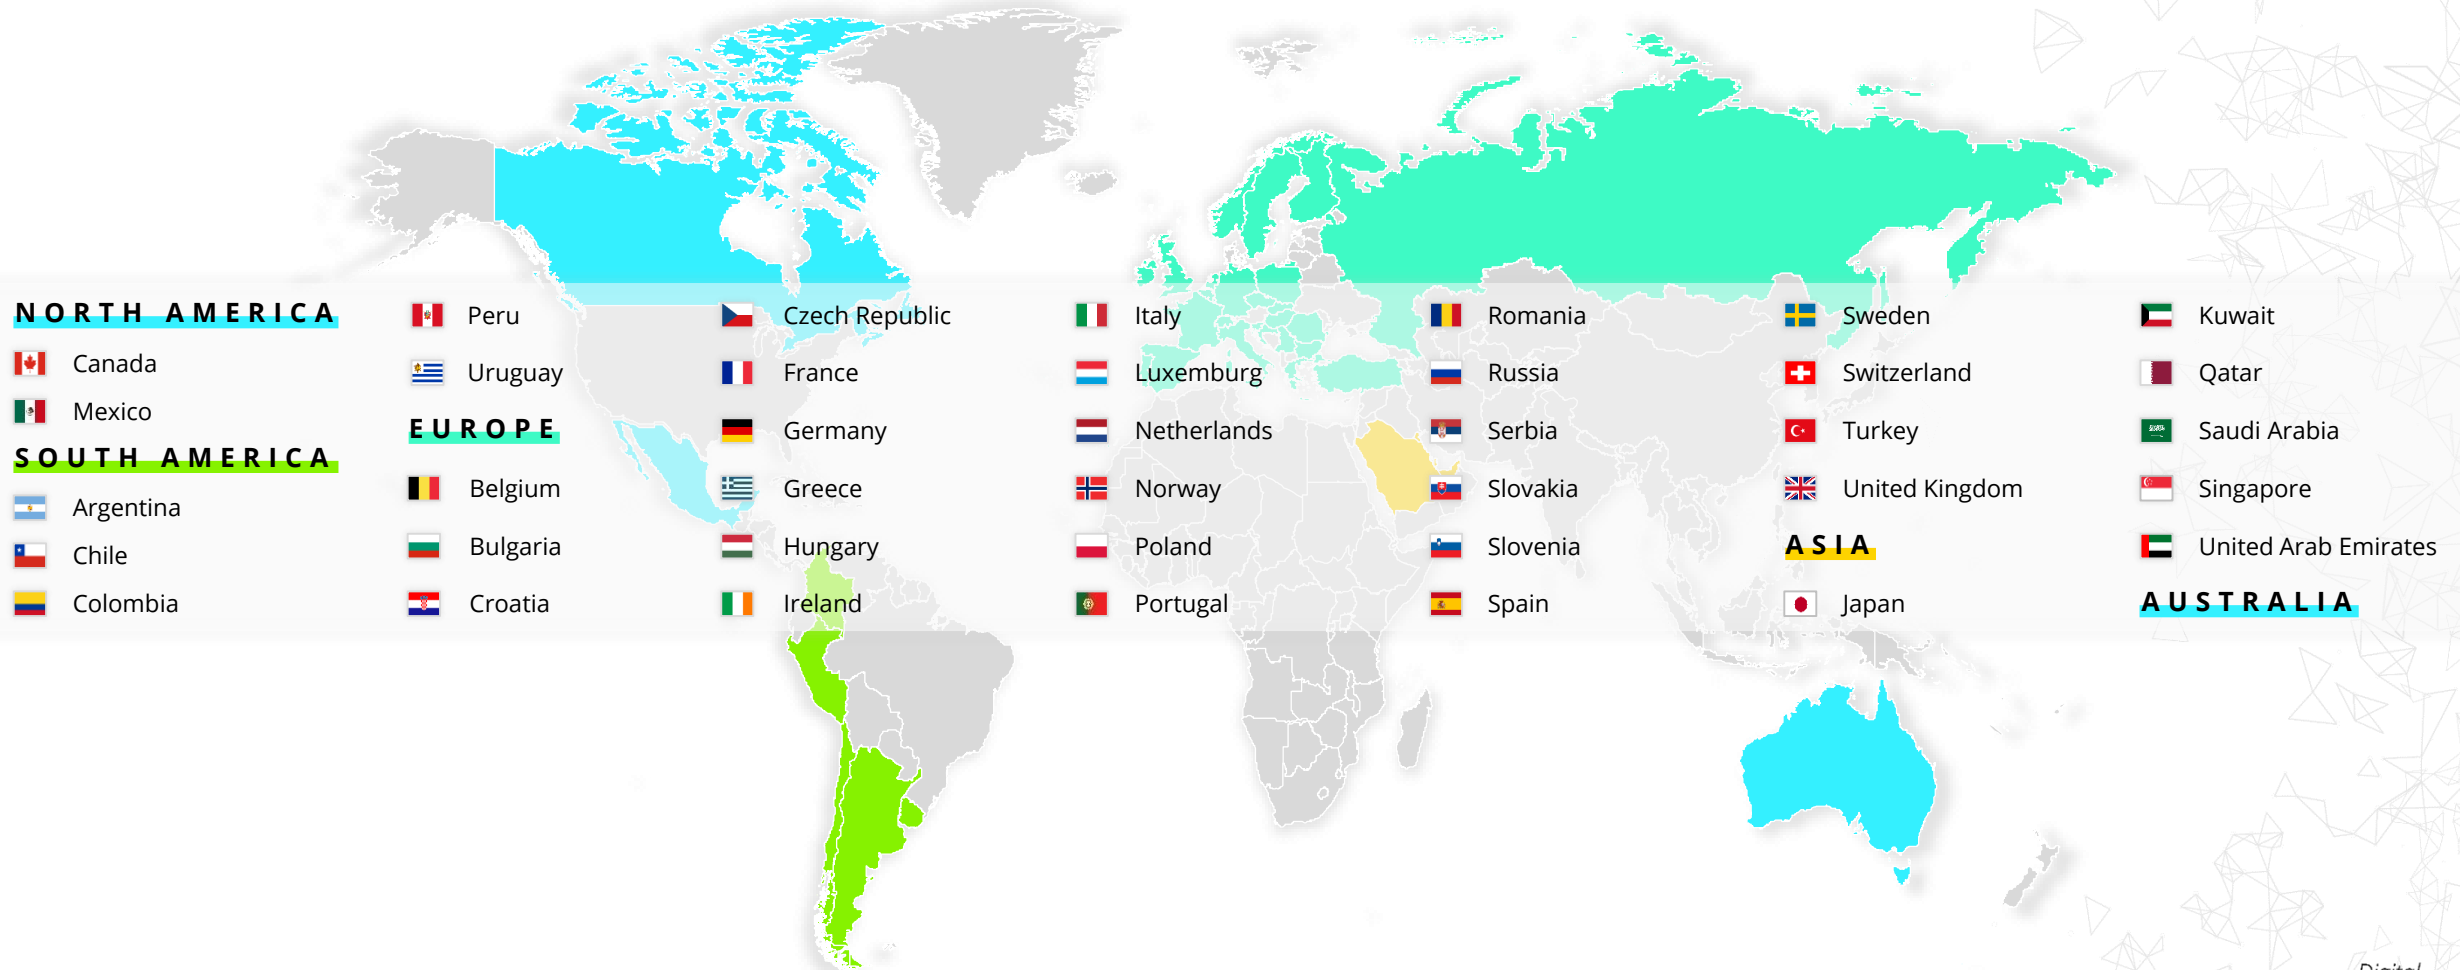 NORTH AMERICA
Canada
Mexico
SOUTH AMERICA
Argentina
Chile
Colombia
Peru
Uruguay
EUROPE
Belgium
Bulgaria
Croatia
Czech Republic
France
Germany
Greece
Hungary
Ireland
Italy
Luxemburg
Netherlands
Norway
Poland
Portugal
Romania
Russia
Serbia
Slovakia
Slovenia
Spain
Sweden
Switzerland
Turkey
United Kingdom
ASIA
Japan
Kuwait
Qatar
Saudi Arabia
Singapore
United Arab Emirates
AUSTRALIA
Digital